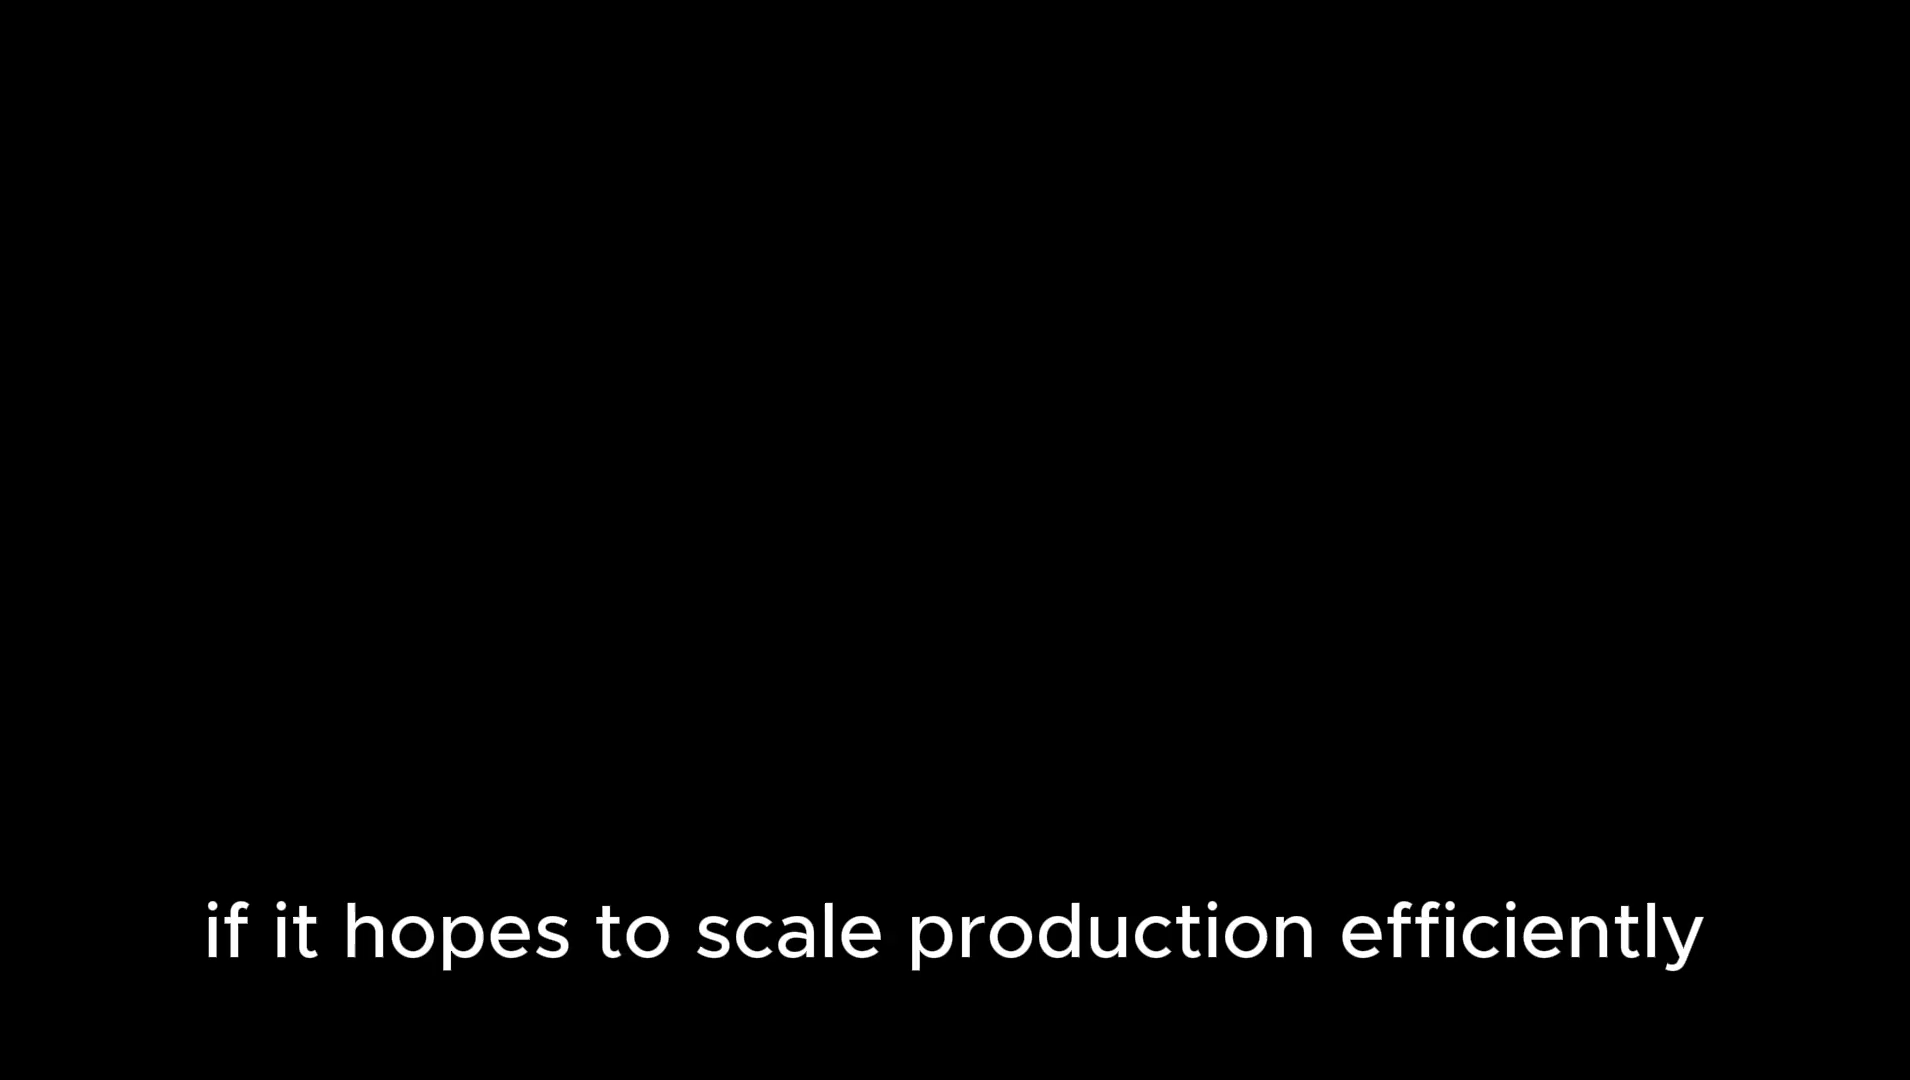 if it hopes to scale production efficiently